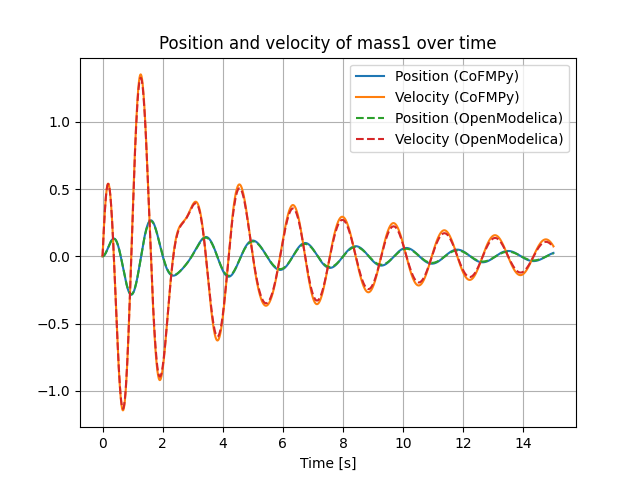 Position and velocity of mass1 over time
Position (CoFMPy)
Velocity (CoFMPy)
Position (OpenModelica)
Velocity (OpenModelica)
1.0
0.5
0.0
−0.5
−1.0
0 2 4 6 8 10 12 14
Time [s]